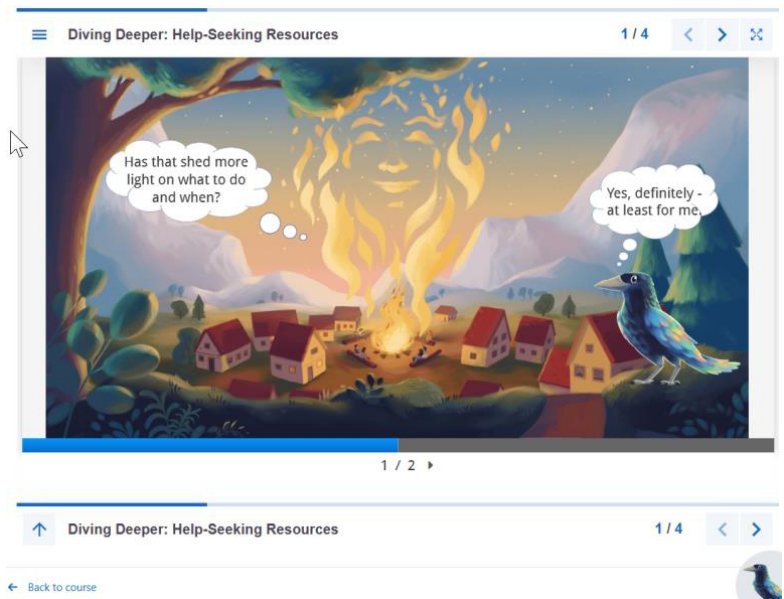 Diving Deeper: Help-Seeking Resources
1 / 4
Has that shed more
light on what to do
and when?
Yes, definitely -
at least for me.
1 / 2
Diving Deeper: Help-Seeking Resources
1 / 4
Back to course